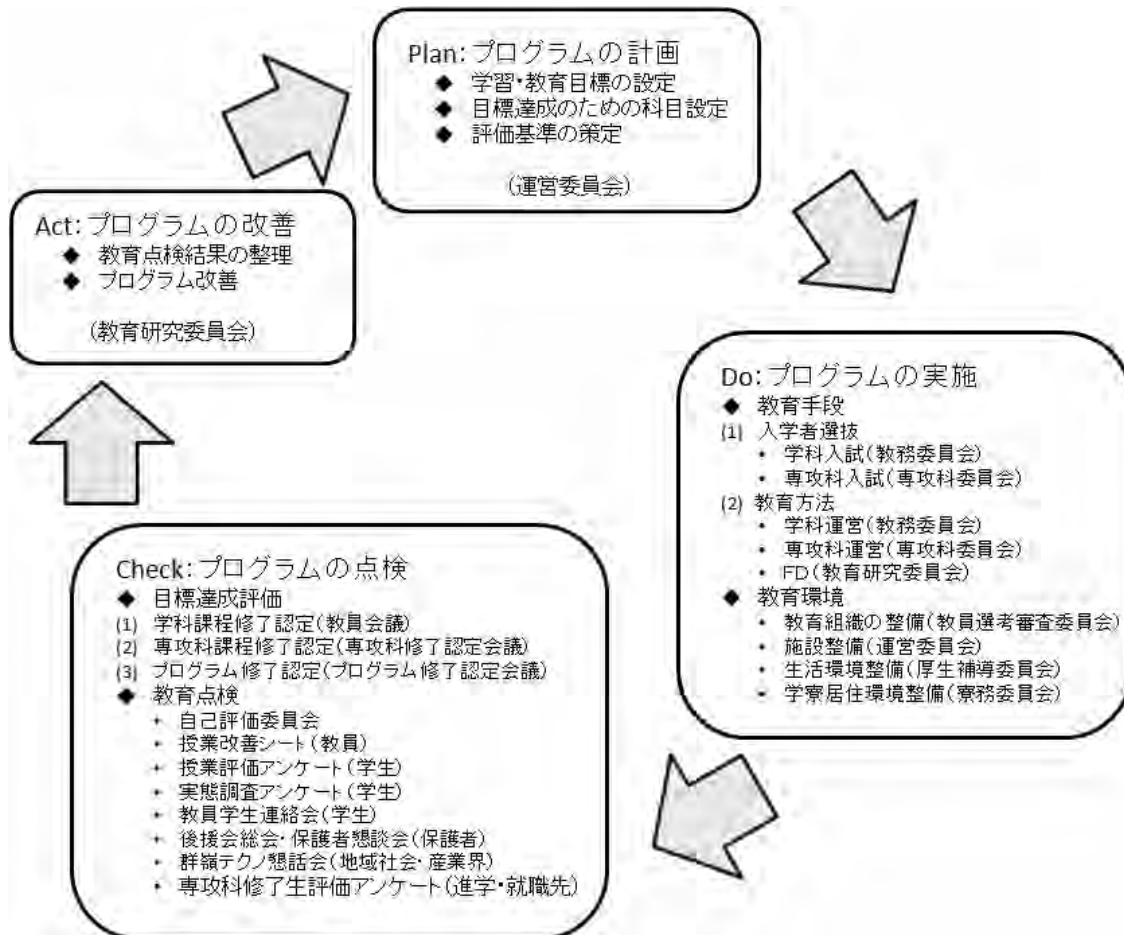 Plan:プログラムの計画
◆ 学習・教育目標の設定
◆ 目標達成のための科目設定
◆ 評価基準の策定
(運営委員会)
Act:プログラムの改善
◆ 教育点検結果の整理
◆ プログラム改善
(教育研究委員会)
Do:プログラムの実施
◆ 教育手段
(1) 入学者選抜
・ 学科入試(教務委員会)
・ 専攻科入試(専攻科委員会)
(2) 教育方法
・ 学科運営(教務委員会)
・ 専攻科運営(専攻科委員会)
・ FD(教育研究委員会)
◆ 教育環境
・ 教育組織の整備(教員選考審査委員会)
・ 施設整備(運営委員会)
・ 生活環境整備(厚生補導委員会)
・ 学寮居住環境整備(寮務委員会)
Check:プログラムの点検
◆ 目標達成評価
(1) 学科課程修了認定(教員会議)
(2) 専攻科課程修了認定(専攻科修了認定会議)
(3) プログラム修了認定(プログラム修了認定会議)
◆ 教育点検
・ 自己評価委員会
・ 授業改善シート(教員)
・ 授業評価アンケート(学生)
・ 実態調査アンケート(学生)
・ 教員学生連絡会(学生)
・ 後援会総会・保護者懇談会(保護者)
・ 群嶺テクノ懇話会(地域社会・産業界)
・ 専攻科修了生評価アンケート(進学・就職先)